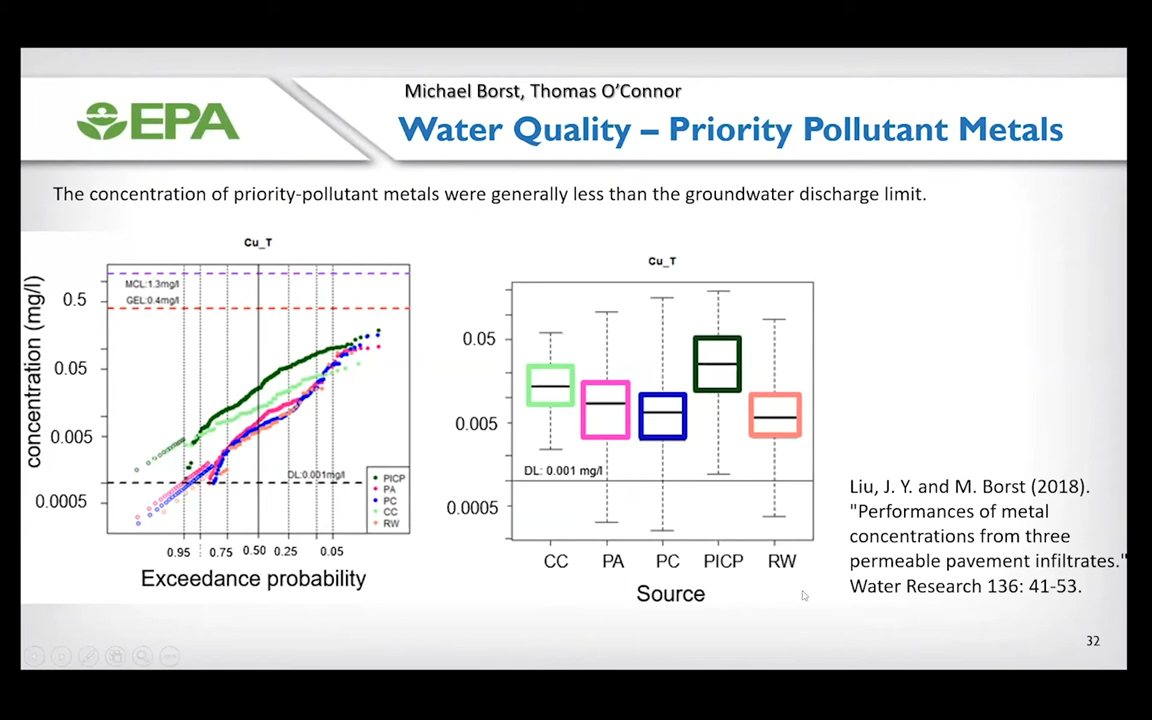 Michael Borst, Thomas O'Connor
EPA
Water Quality – Priority Pollutant Metals
The concentration of priority-pollutant metals were generally less than the groundwater discharge limit.
Cu_T
concentration (mg/l)
0.5
0.05
0.005
0.0005
MCL:1.3mg/l
GEL:0.4mg/l
DL:0.001mg/l
PICP
PA
PC
CC
RW
0.95
0.75
0.50
0.25
0.05
Exceedance probability
Cu_T
0.05
0.005
0.0005
DL: 0.001 mg/l
CC
PA
PC
PICP
RW
Source
Liu, J. Y. and M. Borst (2018).
"Performances of metal
concentrations from three
permeable pavement infiltrates."
Water Research 136: 41-53.
32